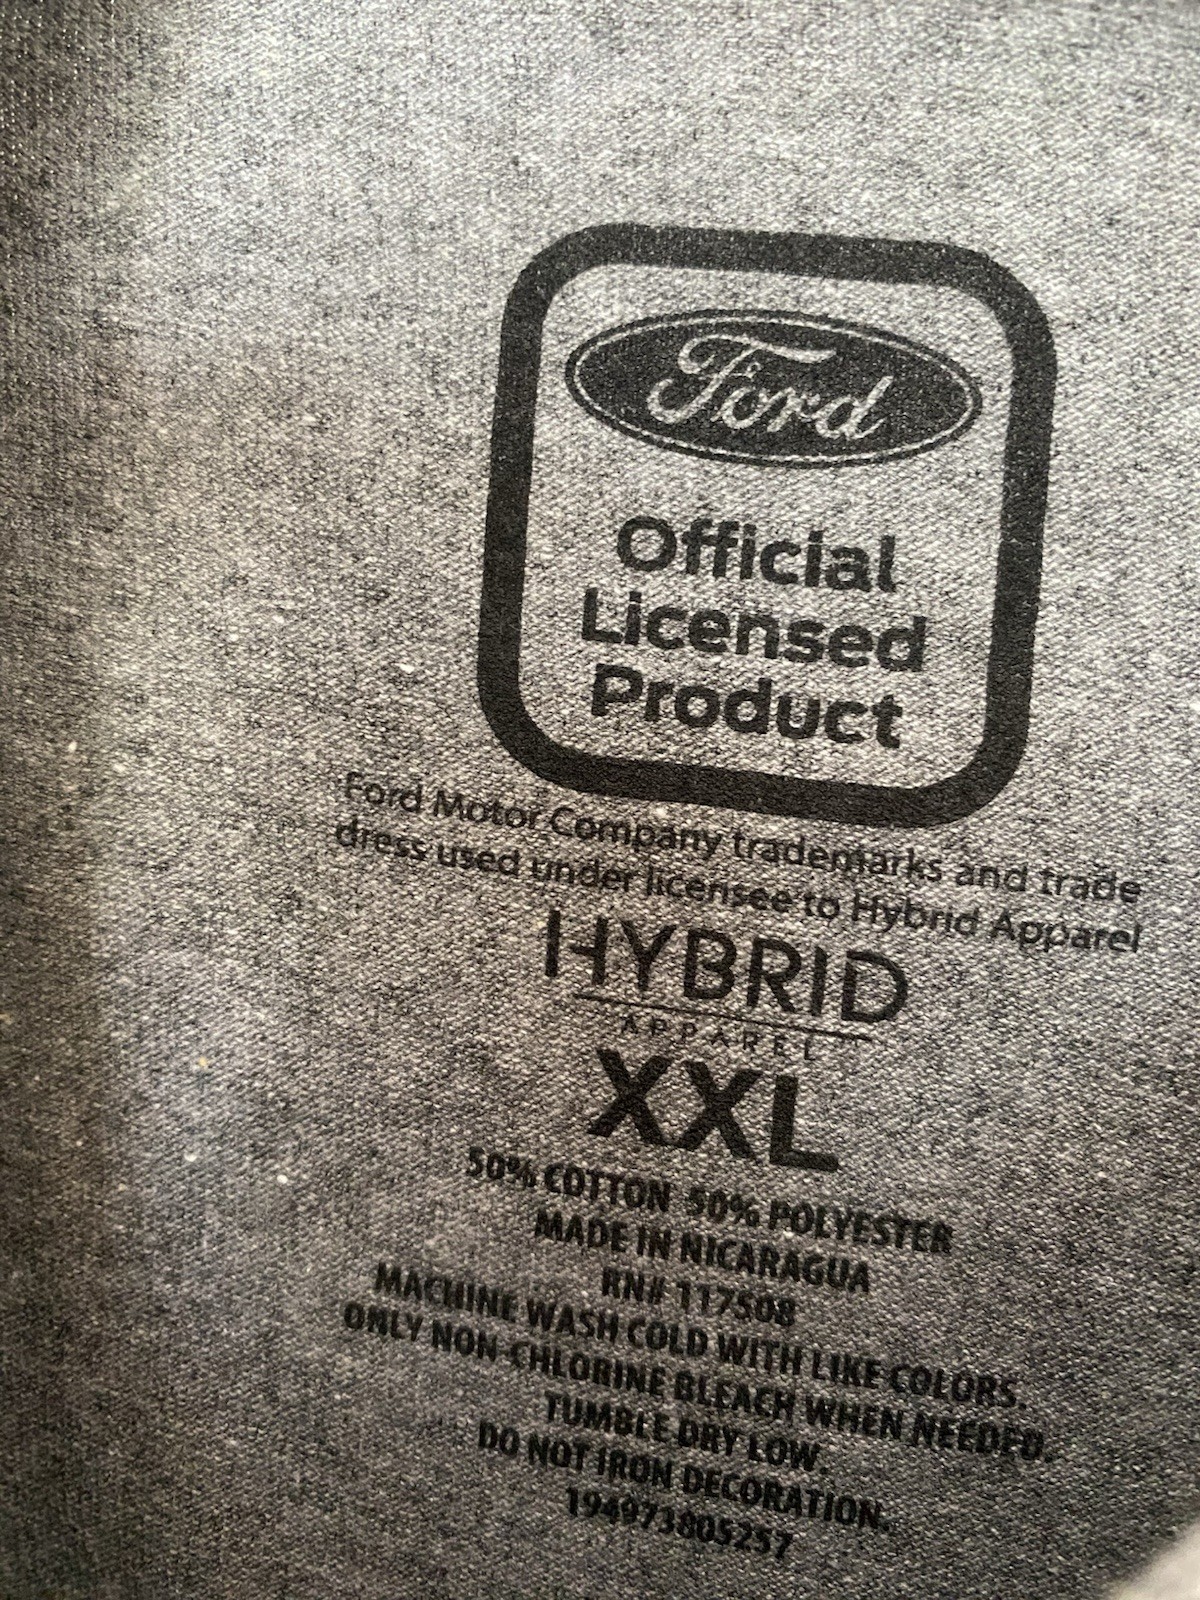 Ford
Official
Licensed
Product
Ford Motor Company trademarks and trade
dress used under licensee to Hybrid Apparel
HYBRID
APPAREL
XXL
50% COTTON 50% POLYESTER
MADE IN NICARAGUA
RN# 117508
MACHINE WASH COLD WITH LIKE COLORS.
ONLY NON-CHLORINE BLEACH WHEN NEEDED.
TUMBLE DRY LOW.
DO NOT IRON DECORATION.
194973805257